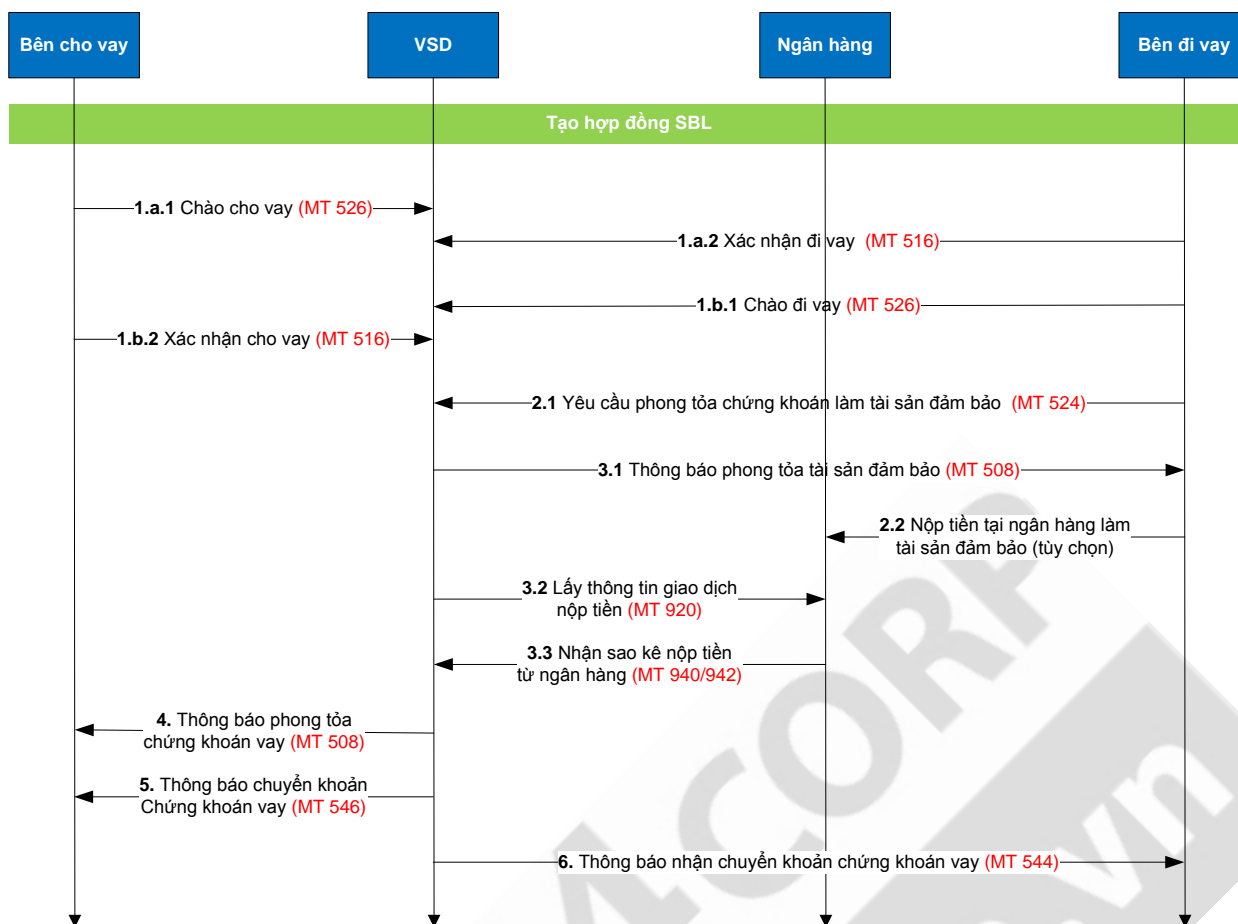 Bên cho vay
VSD
Ngân hàng
Bên đi vay
Tạo hợp đồng SBL
1.a.1 Chào cho vay (MT 526)
1.a.2 Xác nhận đi vay (MT 516)
1.b.1 Chào đi vay (MT 526)
1.b.2 Xác nhận cho vay (MT 516)
2.1 Yêu cầu phong tỏa chứng khoán làm tài sản đảm bảo (MT 524)
3.1 Thông báo phong tỏa tài sản đảm bảo (MT 508)
2.2 Nộp tiền tại ngân hàng làm
tài sản đảm bảo (tùy chọn)
3.2 Lấy thông tin giao dịch
nộp tiền (MT 920)
3.3 Nhận sao kê nộp tiền
từ ngân hàng (MT 940/942)
4. Thông báo phong tỏa
chứng khoán vay (MT 508)
5. Thông báo chuyển khoản
Chứng khoán vay (MT 546)
6. Thông báo nhận chuyển khoản chứng khoán vay (MT 544)
4CORP
vn